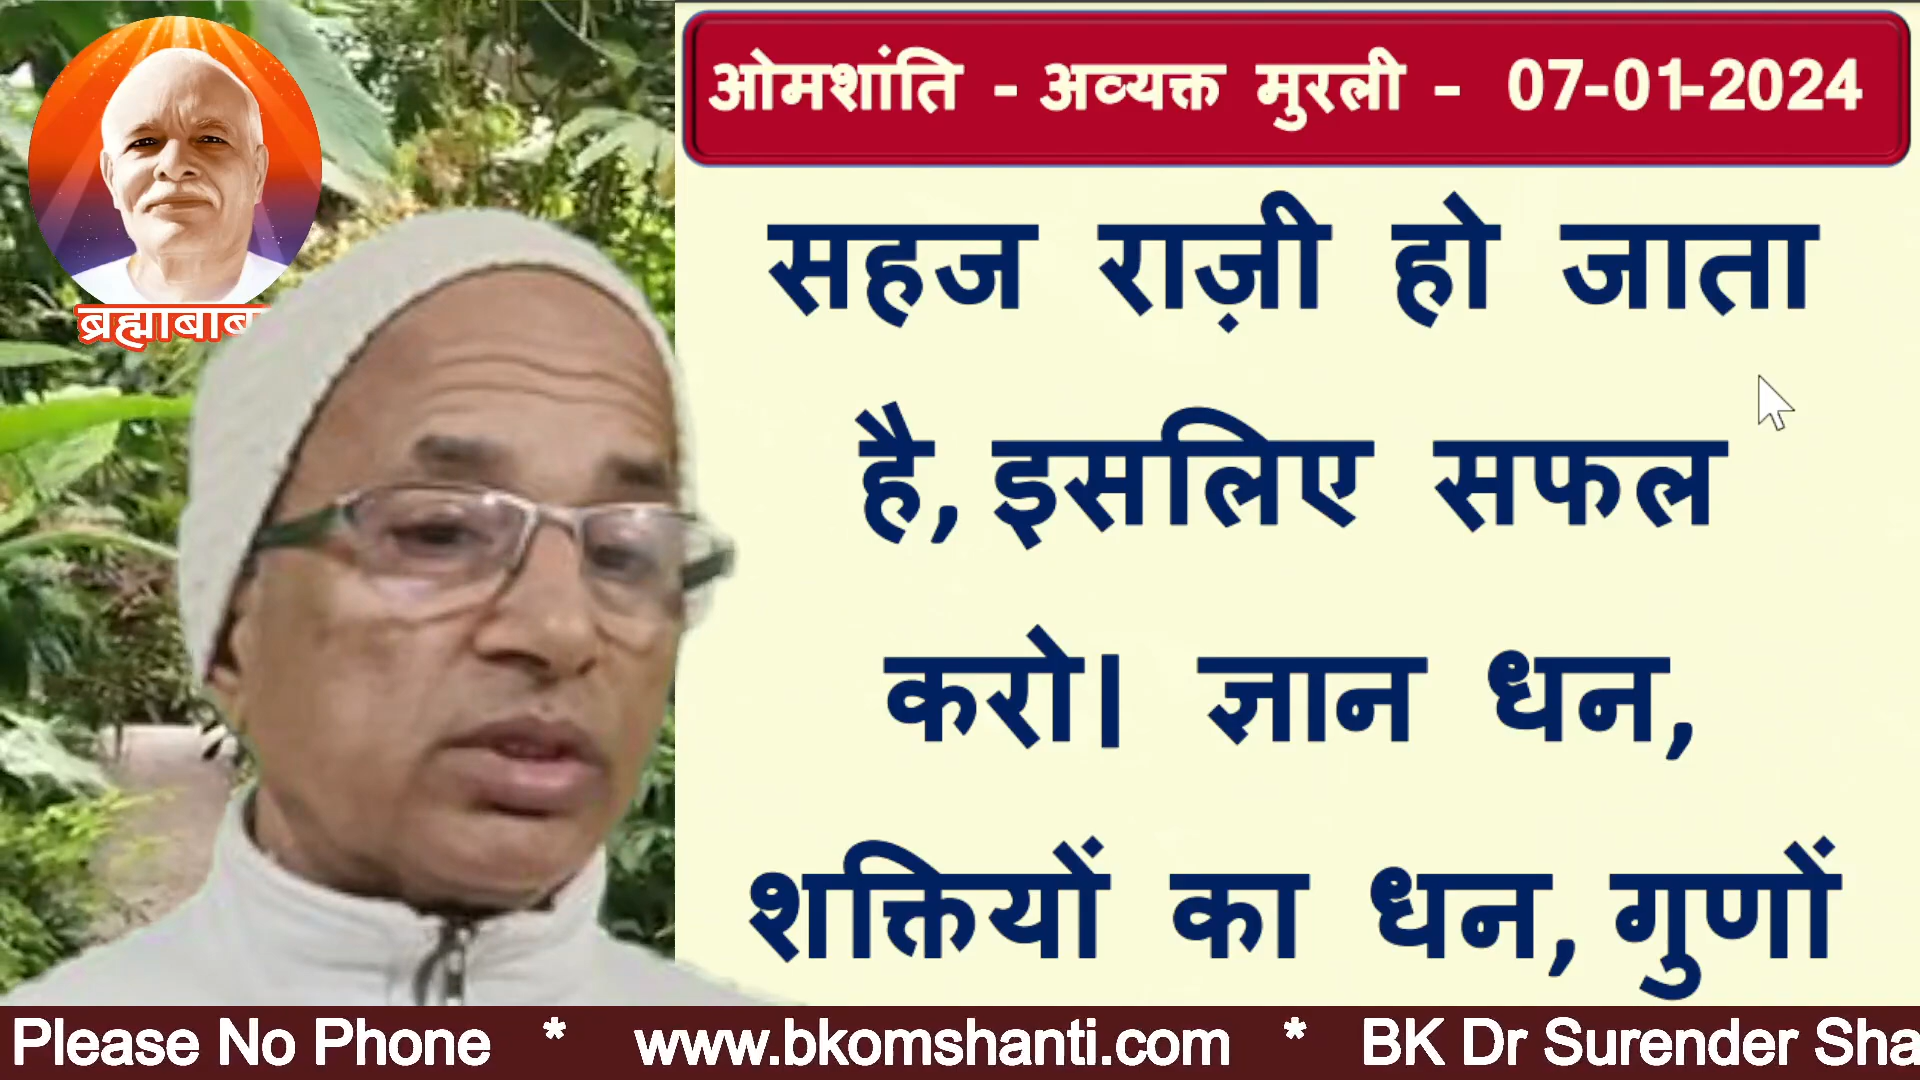 ब्रह्माबाब
ओमशांति - अव्यक्त मुरली - 07-01-2024
सहज राज़ी हो जाता
है, इसलिए सफल
करो। ज्ञान धन,
शक्तियों का धन, गुणों
Please No Phone * www.bkomshanti.com * BK Dr Surender Sha